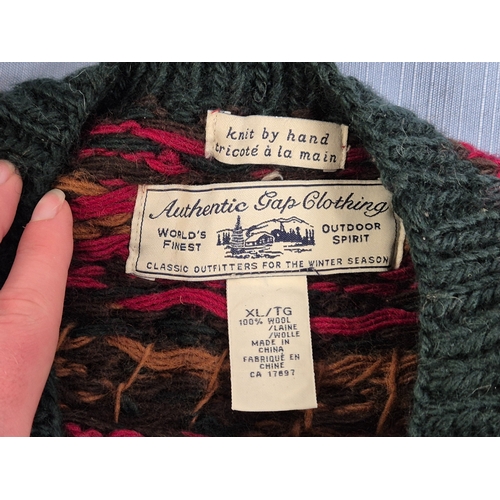 knit by hand
tricoté à la main
Authentic Gap Clothing
WORLD'S FINEST
OUTDOOR SPIRIT
CLASSIC OUTFITTERS FOR THE WINTER SEASON
XL/TG
100% WOOL
/LAINE
/WOLLE
MADE IN
CHINA
FABRIQUÉ EN
CHINE
CA 17897